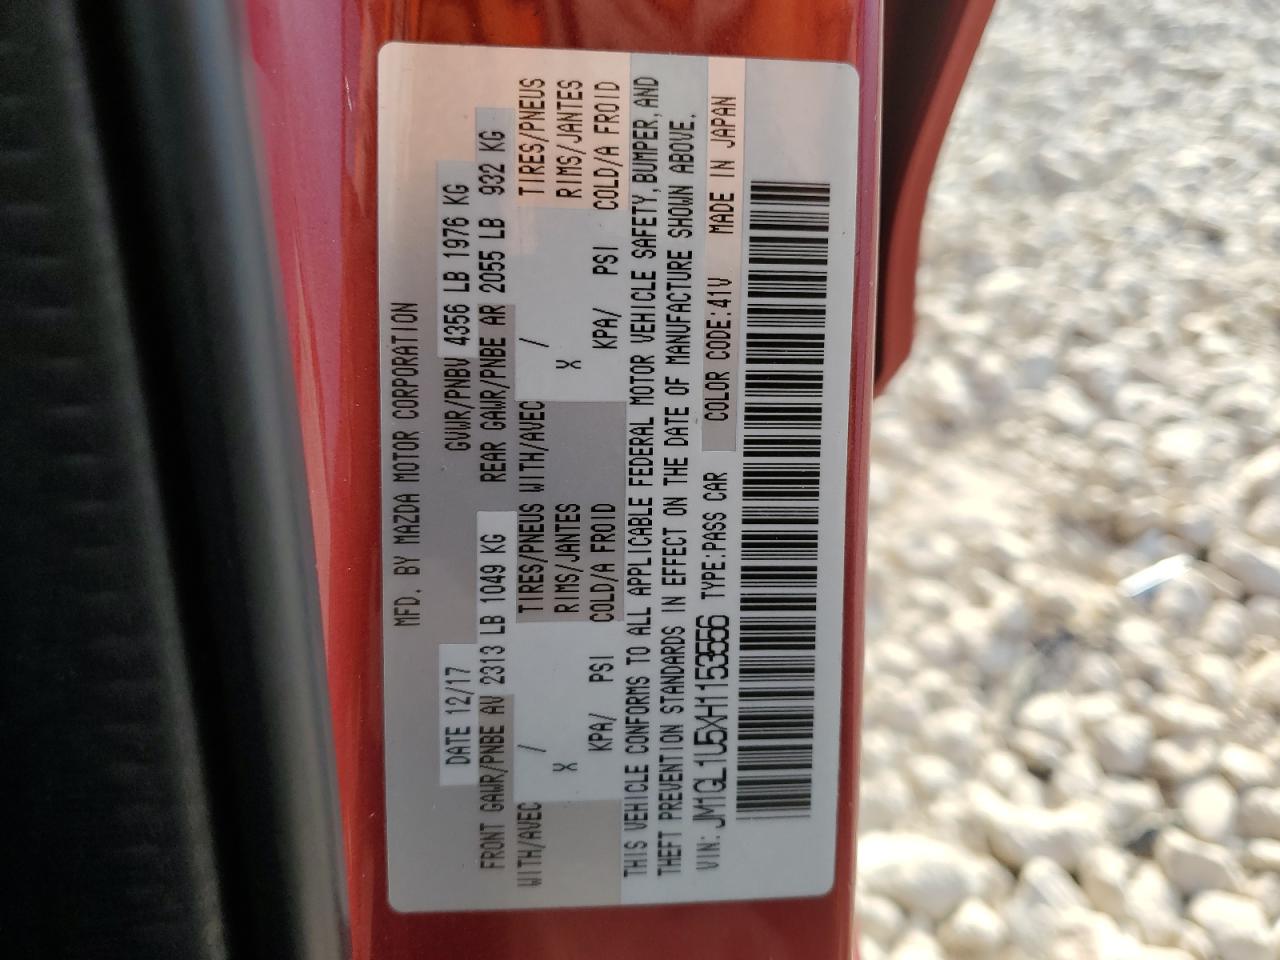 MFD. BY MAZDA MOTOR CORPORATION
DATE 12/17 GVWR/PNBV 4356 LB 1976 KG
FRONT GAWR/PNBE AV 2313 LB 1049 KG REAR GAWR/PNBE AR 2055 LB 932 KG
WITH/AVEC / TIRES/PNEUS WITH/AVEC / TIRES/PNEUS
X RIMS/JANTES X RIMS/JANTES
KPA/ PSI COLD/A FROID KPA/ PSI COLD/A FROID
THIS VEHICLE CONFORMS TO ALL APPLICABLE FEDERAL MOTOR VEHICLE SAFETY, BUMPER, AND
THEFT PREVENTION STANDARDS IN EFFECT ON THE DATE OF MANUFACTURE SHOWN ABOVE.
VIN: JM1GL1U5XH1153556 TYPE:PASS CAR COLOR CODE:41V MADE IN JAPAN